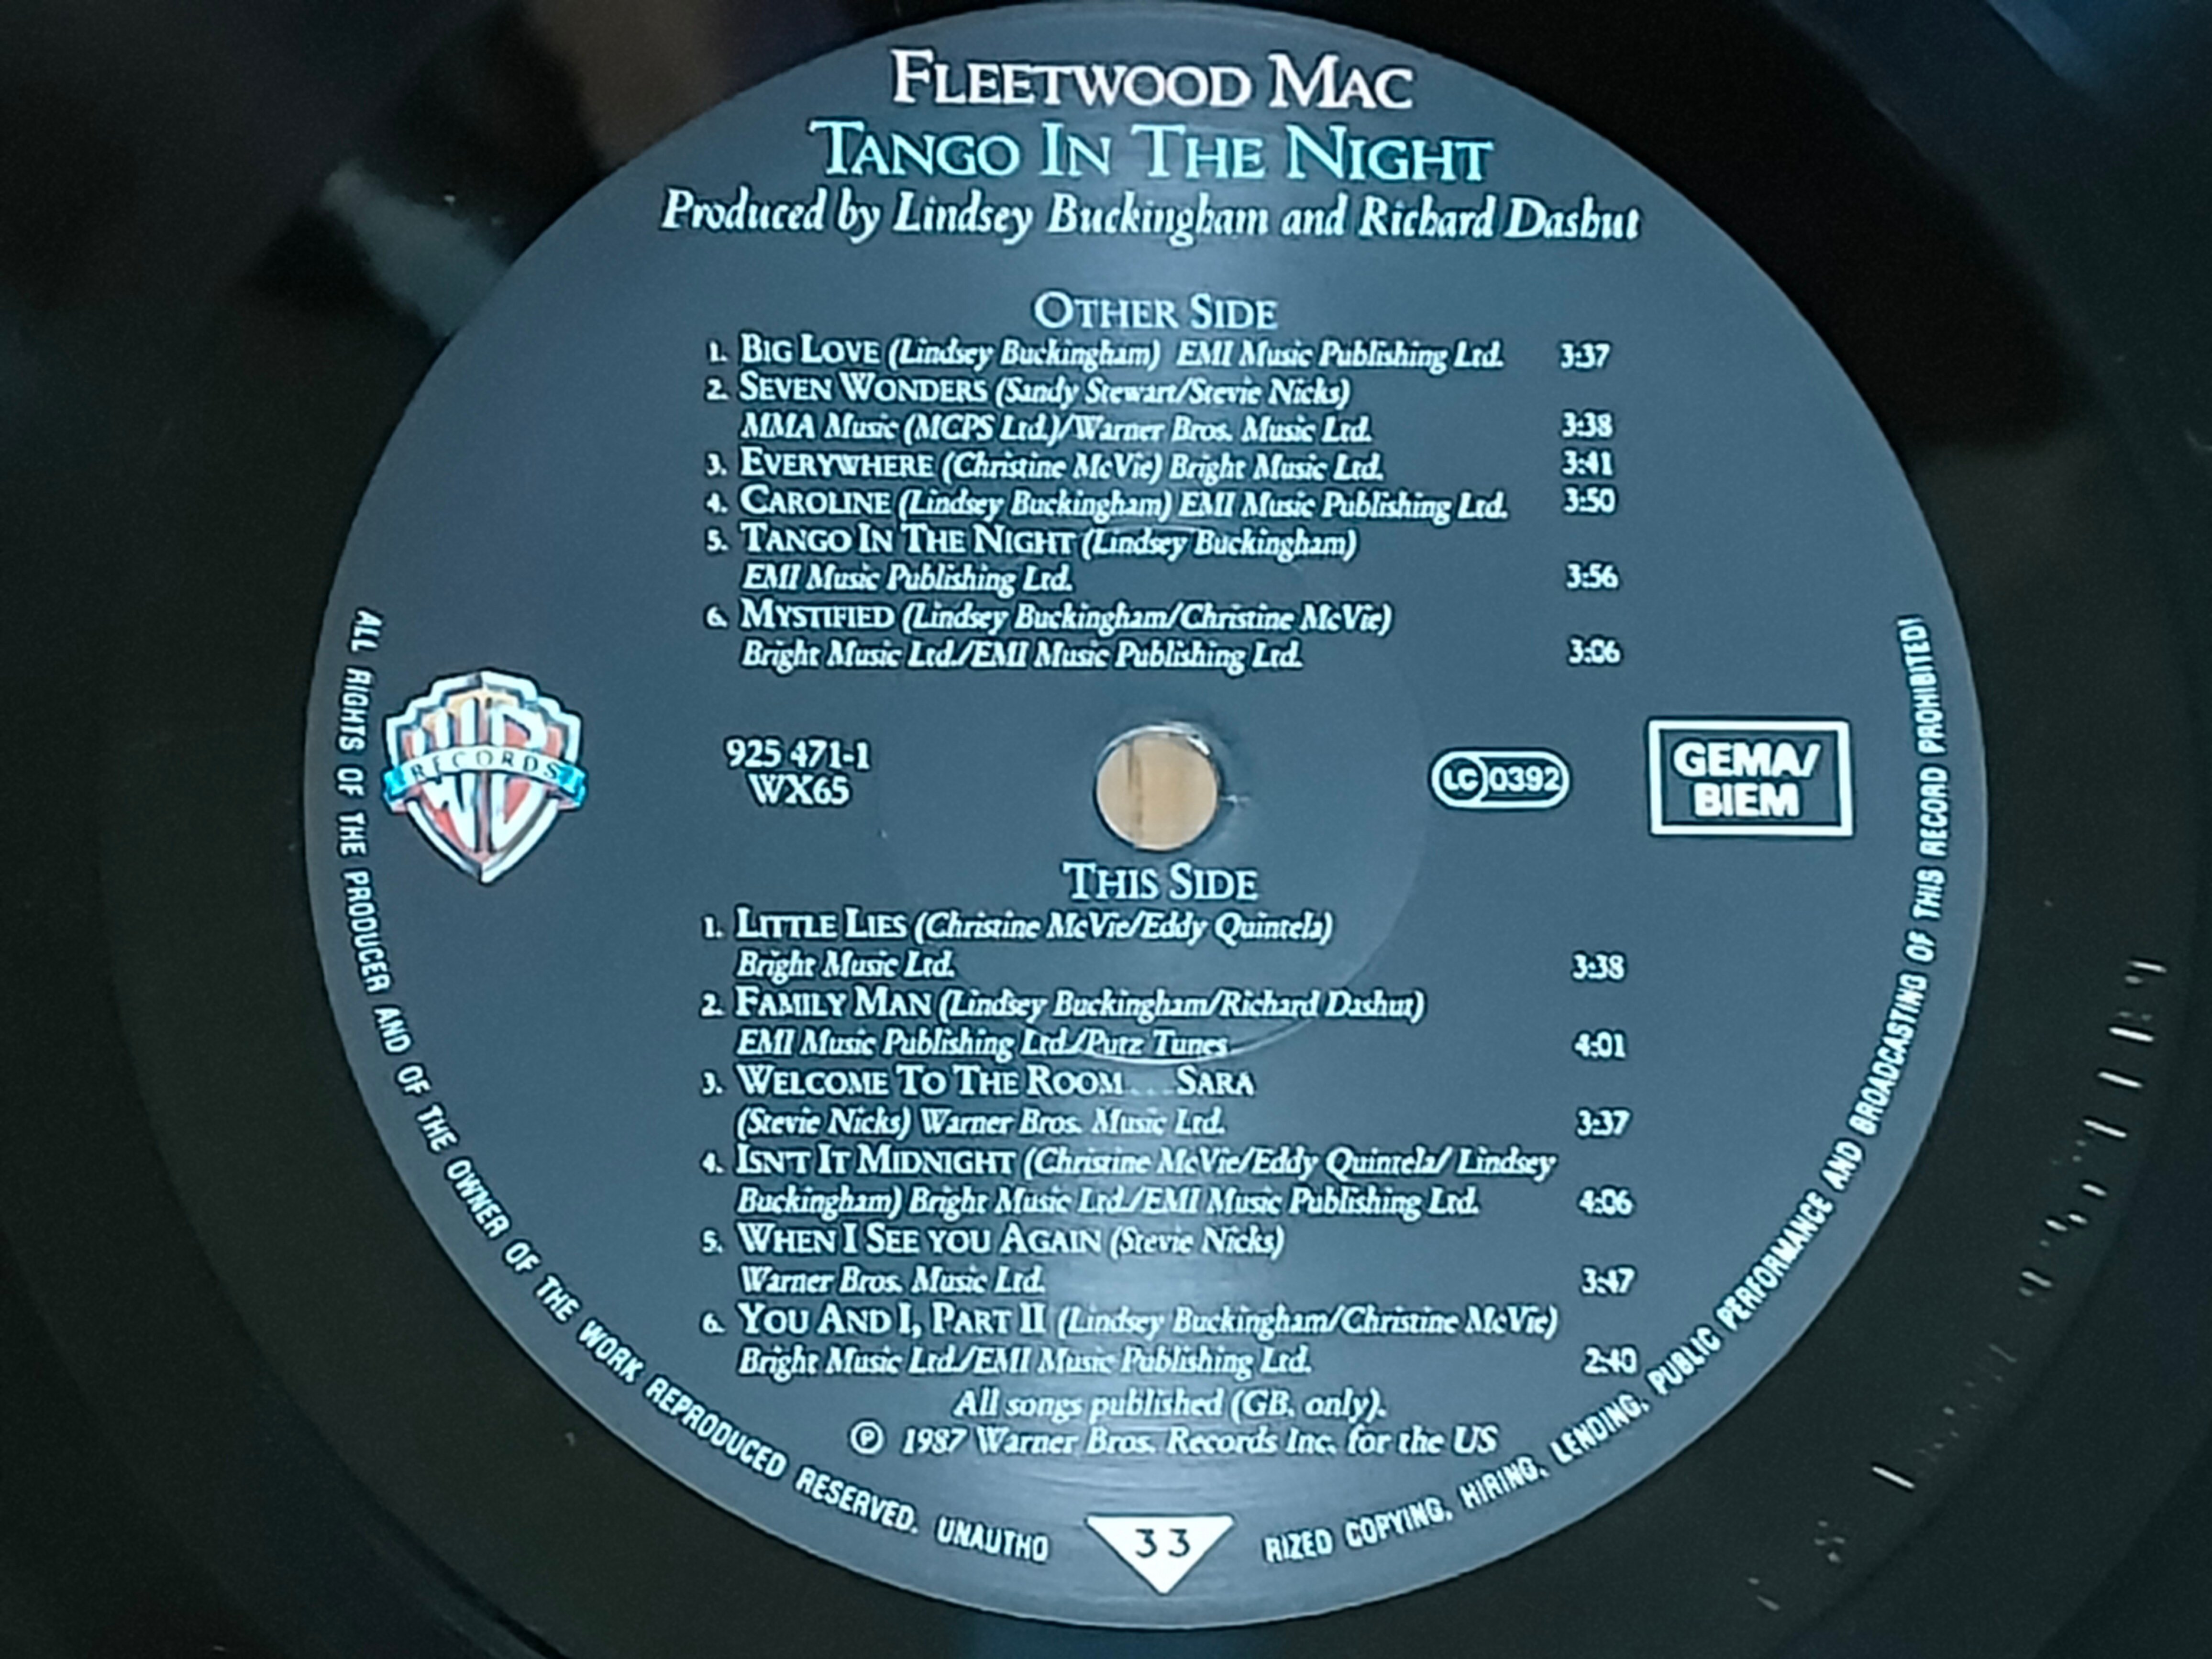 FLEETWOOD MAC
TANGO IN THE NIGHT
Produced by Lindsey Buckingham and Richard Dashut
OTHER SIDE
1. BIG LOVE (Lindsey Buckingham) EMI Music Publishing Ltd. 3:37
2. SEVEN WONDERS (Sandy Stewart/Stevie Nicks)
MMA Music (MCPS Ltd.)/Warner Bros. Music Ltd. 3:38
3. EVERYWHERE (Christine McVie) Bright Music Ltd. 3:41
4. CAROLINE (Lindsey Buckingham) EMI Music Publishing Ltd. 3:50
5. TANGO IN THE NIGHT (Lindsey Buckingham)
EMI Music Publishing Ltd. 3:56
6. MYSTIFIED (Lindsey Buckingham/Christine McVie)
Bright Music Ltd./EMI Music Publishing Ltd. 3:06
WB RECORDS
925 471-1
WX65
LC 0392
GEMA/
BIEM
THIS SIDE
1. LITTLE LIES (Christine McVie/Eddy Quintela)
Bright Music Ltd. 3:38
2. FAMILY MAN (Lindsey Buckingham/Richard Dashut)
EMI Music Publishing Ltd./Putz Tunes 4:01
3. WELCOME TO THE ROOM...SARA
(Stevie Nicks) Warner Bros. Music Ltd. 3:37
4. ISN'T IT MIDNIGHT (Christine McVie/Eddy Quintela/ Lindsey
Buckingham) Bright Music Ltd./EMI Music Publishing Ltd. 4:06
5. WHEN I SEE YOU AGAIN (Stevie Nicks)
Warner Bros. Music Ltd. 3:47
6. YOU AND I, PART II (Lindsey Buckingham/Christine McVie)
Bright Music Ltd./EMI Music Publishing Ltd. 2:40
All songs published (GB. only).
℗ 1987 Warner Bros. Records Inc. for the US
33
ALL RIGHTS OF THE PRODUCER AND OF THE OWNER OF THE WORK REPRODUCED RESERVED. UNAUTHO
RIZED COPYING, HIRING, LENDING, PUBLIC PERFORMANCE AND BROADCASTING OF THIS RECORD PROHIBITED!